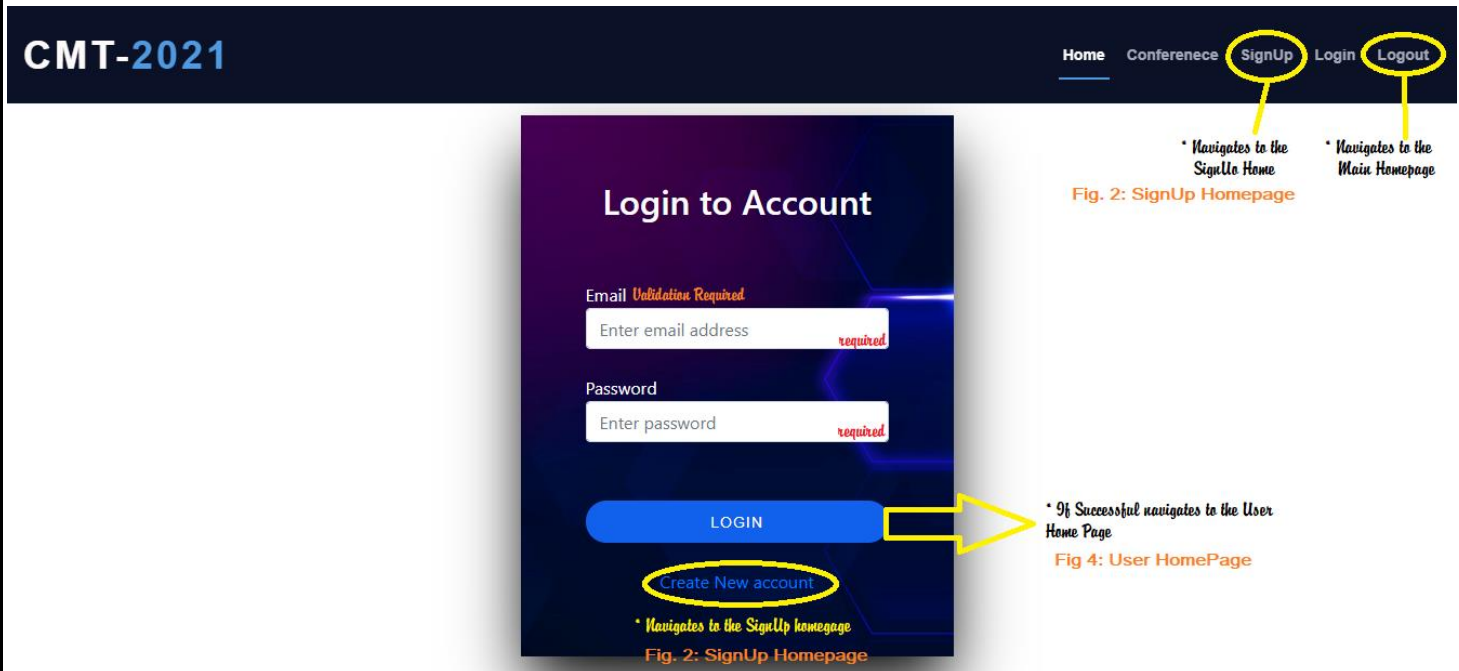 CMT-2021
Home Conferenece SignUp Login Logout
* Navigates to the
SignUo Home
Fig. 2: SignUp Homepage
* Navigates to the
Main Homepage
Login to Account
Email Validation Required
Enter email address required
Password
Enter password required
LOGIN
* If Successful navigates to the User
Home Page
Fig 4: User HomePage
Create New account
* Navigates to the SignUp homegage
Fig. 2: SignUp Homepage